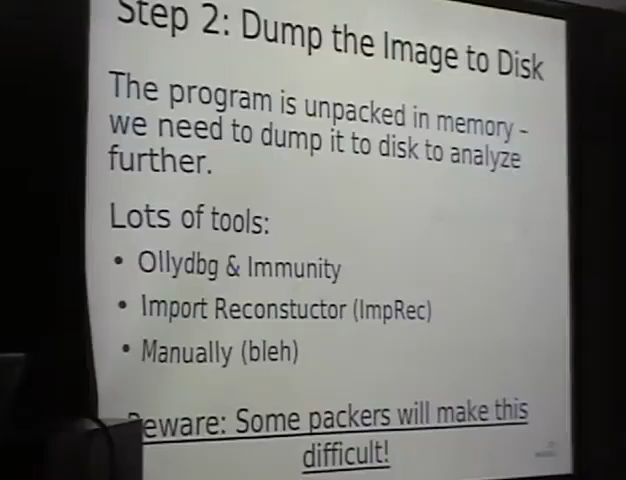 Step 2: Dump the Image to Disk
The program is unpacked in memory –
we need to dump it to disk to analyze
further.
Lots of tools:
• Ollydbg & Immunity
• Import Reconstuctor (ImpRec)
• Manually (bleh)
Beware: Some packers will make this
difficult!